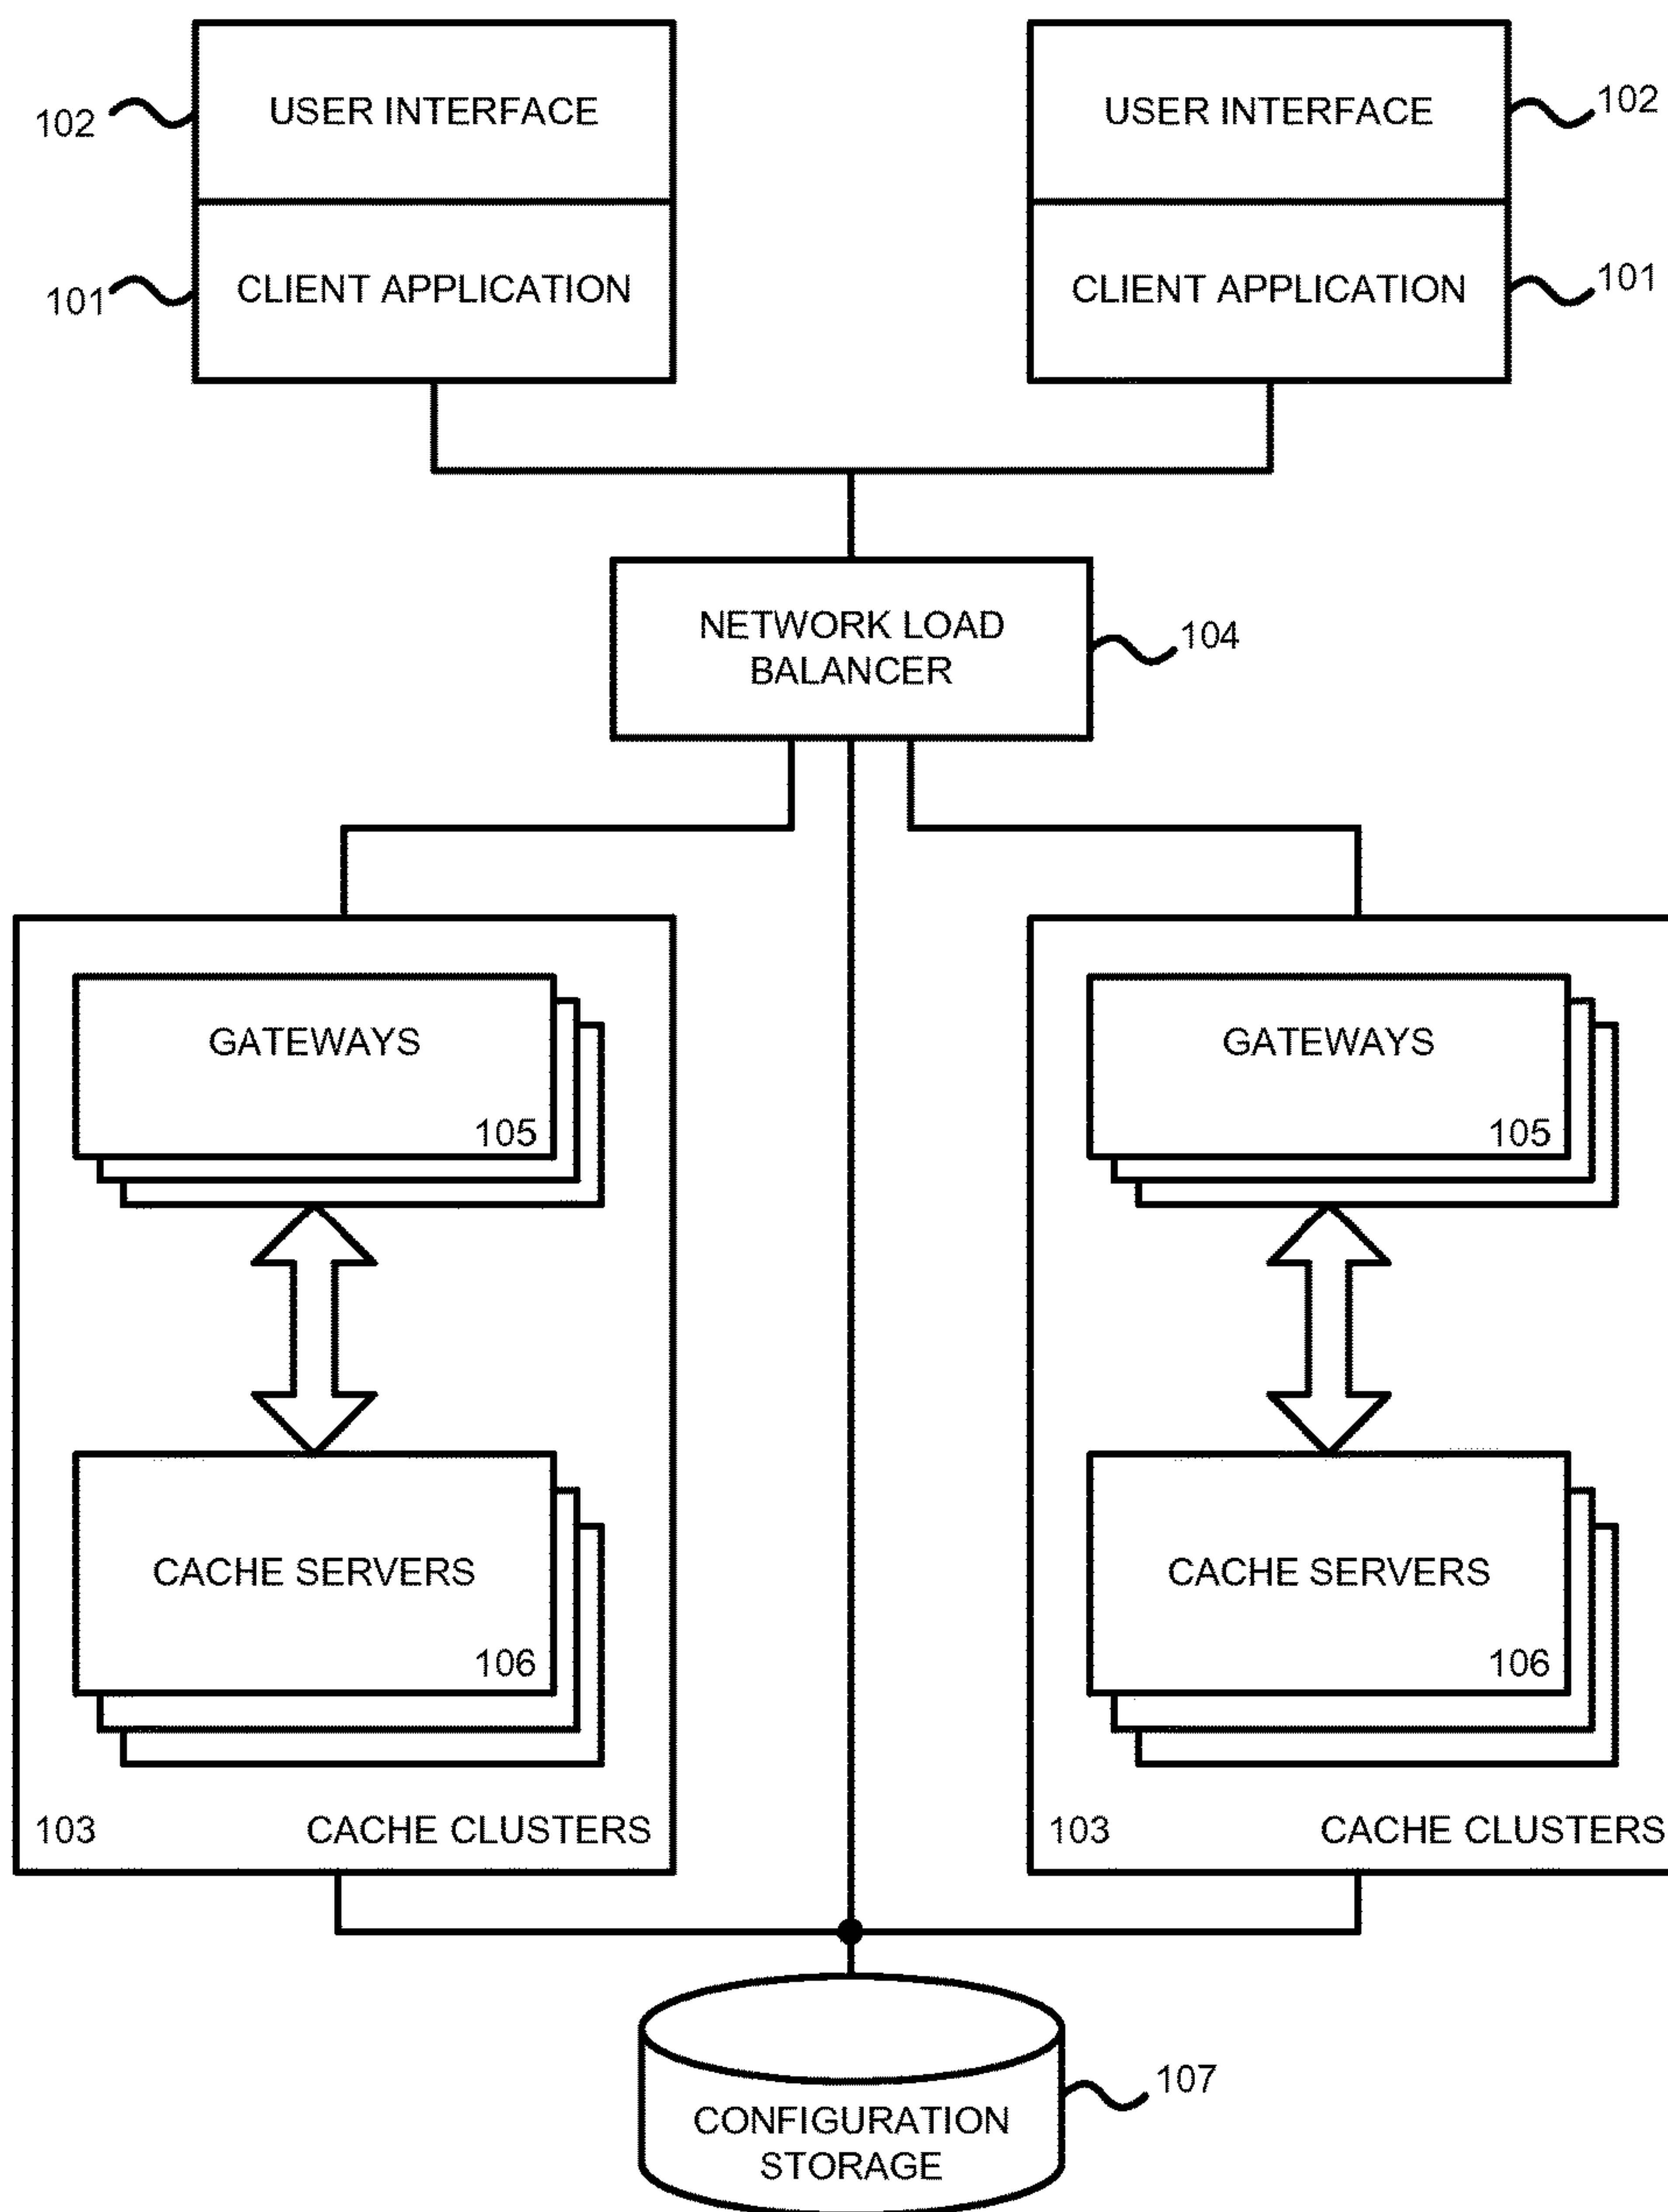 102
USER INTERFACE
USER INTERFACE
102
101
CLIENT APPLICATION
CLIENT APPLICATION
101
NETWORK LOAD
BALANCER
104
GATEWAYS
105
GATEWAYS
105
CACHE SERVERS
106
CACHE SERVERS
106
103
CACHE CLUSTERS
103
CACHE CLUSTERS
CONFIGURATION
STORAGE
107